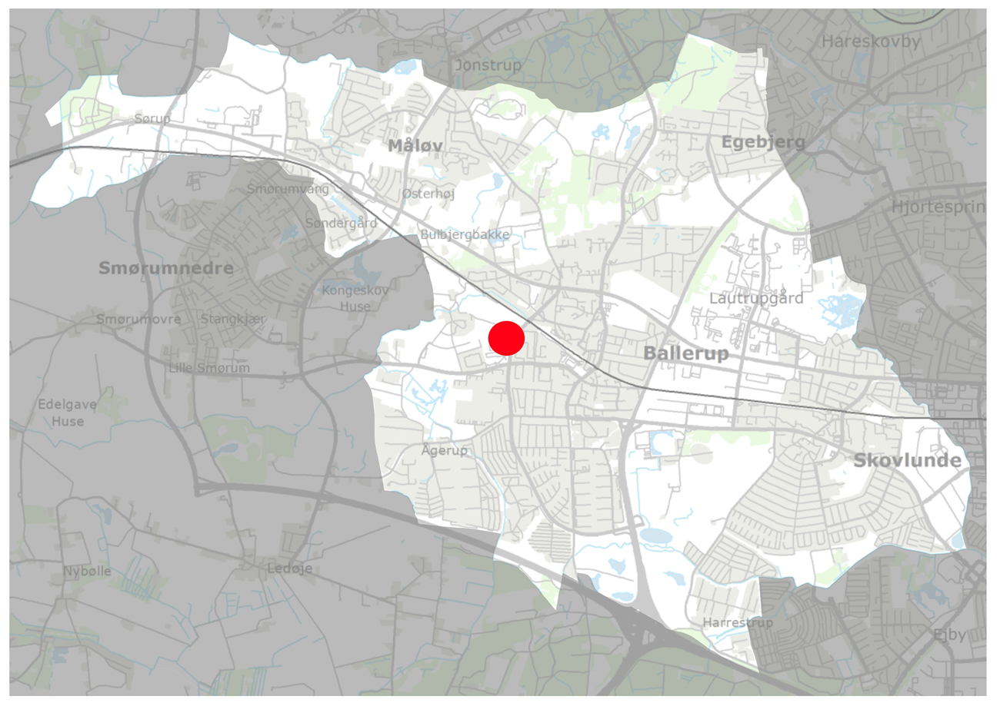 Hareskovby
Jonstrup
Sørup
Måløv
Egebjerg
Smørumvang
Østerhøj
Hjortesprin
Søndergård
Bulbjergbakke
Smørumnedre
Kongeskov
Huse
Lautrupgård
Smørumovre
Stangkjær
Ballerup
Lille Smørum
Edelgave
Huse
Ågerup
Skovlunde
Nybølle
Ledøje
Harrestrup
Ejby